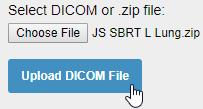 Select DICOM or .zip file:
Choose File JS SBRT L Lung.zip
Upload DICOM File